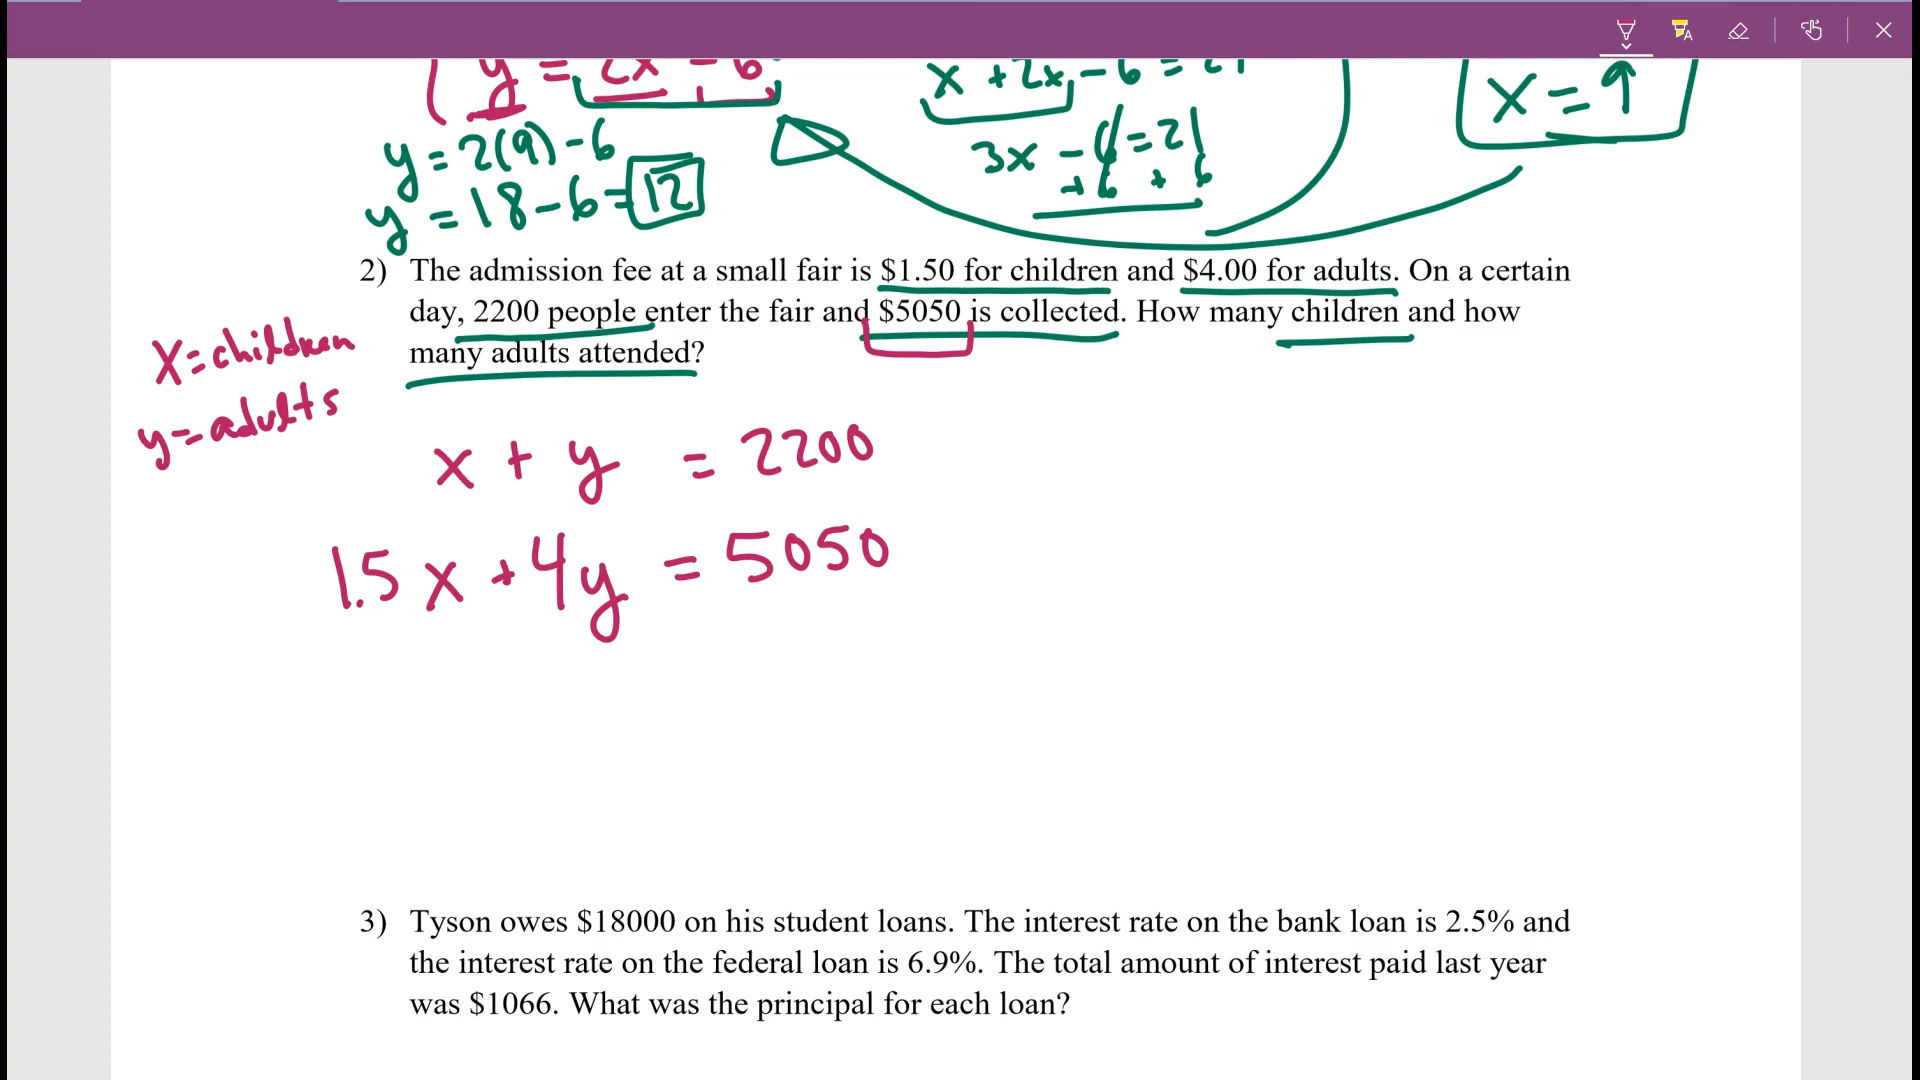 y = 2x - 6
x + 2x - 6 = 21
x = 9
y = 2(9) - 6
3x - 6 = 21
y = 18 - 6 = 12
+ 6 + 6
2) The admission fee at a small fair is $1.50 for children and $4.00 for adults. On a certain
day, 2200 people enter the fair and $5050 is collected. How many children and how
many adults attended?
x = children
y = adults
x + y = 2200
1.5x + 4y = 5050
3) Tyson owes $18000 on his student loans. The interest rate on the bank loan is 2.5% and
the interest rate on the federal loan is 6.9%. The total amount of interest paid last year
was $1066. What was the principal for each loan?